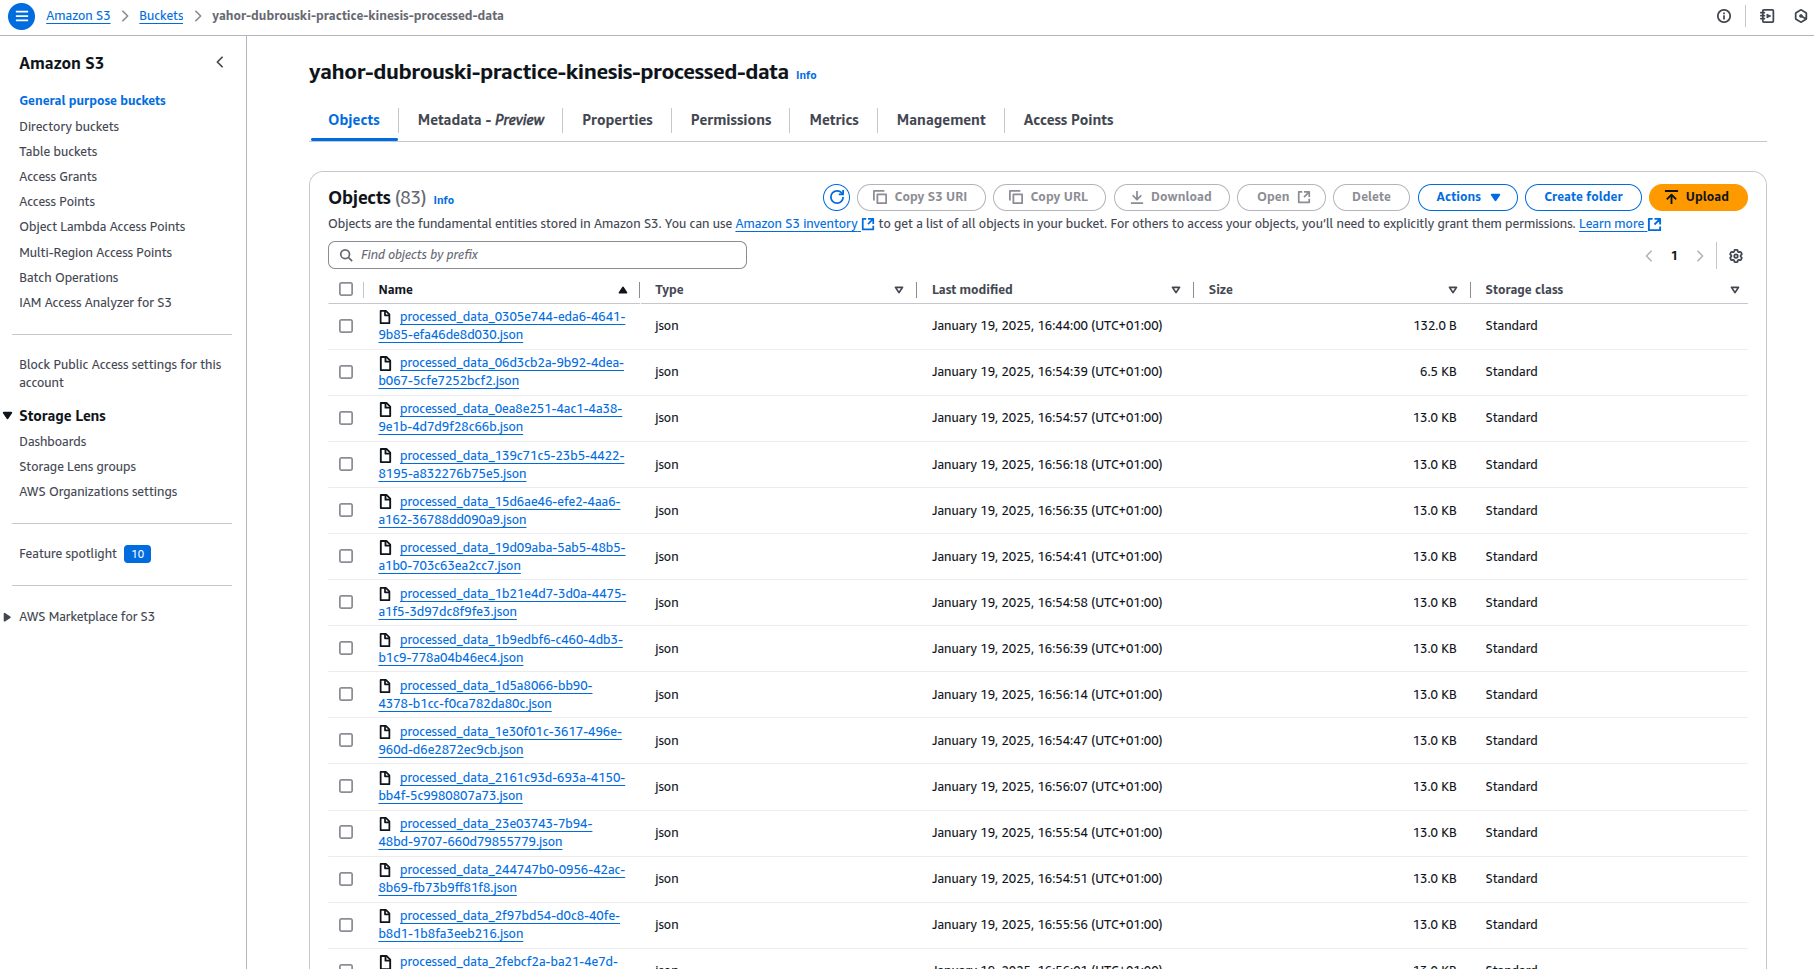 Amazon S3 > Buckets > yahor-dubrouski-practice-kinesis-processed-data
Amazon S3
General purpose buckets
Directory buckets
Table buckets
Access Grants
Access Points
Object Lambda Access Points
Multi-Region Access Points
Batch Operations
IAM Access Analyzer for S3
Block Public Access settings for this
account
Storage Lens
Dashboards
Storage Lens groups
AWS Organizations settings
Feature spotlight 10
AWS Marketplace for S3
yahor-dubrouski-practice-kinesis-processed-data Info
Objects Metadata - Preview Properties Permissions Metrics Management Access Points
Objects (83) Info Copy S3 URI Copy URL Download Open Delete Actions Create folder Upload
Objects are the fundamental entities stored in Amazon S3. You can use Amazon S3 inventory to get a list of all objects in your bucket. For others to access your objects, you'll need to explicitly grant them permissions. Learn more
Find objects by prefix 1
Name Type Last modified Size Storage class
processed_data_0305e744-eda6-4641-
9b85-efa46de8d030.json json January 19, 2025, 16:44:00 (UTC+01:00) 132.0 B Standard
processed_data_06d3cb2a-9b92-4dea-
b067-5cfe7252bcf2.json json January 19, 2025, 16:54:39 (UTC+01:00) 6.5 KB Standard
processed_data_0ea8e251-4ac1-4a38-
9e1b-4d7d9f28c66b.json json January 19, 2025, 16:54:57 (UTC+01:00) 13.0 KB Standard
processed_data_139c71c5-23b5-4422-
8195-a832276b75e5.json json January 19, 2025, 16:56:18 (UTC+01:00) 13.0 KB Standard
processed_data_15d6ae46-efe2-4aa6-
a162-36788dd090a9.json json January 19, 2025, 16:56:35 (UTC+01:00) 13.0 KB Standard
processed_data_19d09aba-5ab5-48b5-
a1b0-703c63ea2cc7.json json January 19, 2025, 16:54:41 (UTC+01:00) 13.0 KB Standard
processed_data_1b21e4d7-3d0a-4475-
a1f5-3d97dc8f9fe3.json json January 19, 2025, 16:54:58 (UTC+01:00) 13.0 KB Standard
processed_data_1b9edbf6-c460-4db3-
b1c9-778a04b46ec4.json json January 19, 2025, 16:56:39 (UTC+01:00) 13.0 KB Standard
processed_data_1d5a8066-bb90-
4378-b1cc-f0ca782da80c.json json January 19, 2025, 16:56:14 (UTC+01:00) 13.0 KB Standard
processed_data_1e30f01c-3617-496e-
960d-d6e2872ec9cb.json json January 19, 2025, 16:54:47 (UTC+01:00) 13.0 KB Standard
processed_data_2161c93d-693a-4150-
bb4f-5c9980807a73.json json January 19, 2025, 16:56:07 (UTC+01:00) 13.0 KB Standard
processed_data_23e03743-7b94-
48bd-9707-660d79855779.json json January 19, 2025, 16:55:54 (UTC+01:00) 13.0 KB Standard
processed_data_244747b0-0956-42ac-
8b69-fb73b9ff81f8.json json January 19, 2025, 16:54:51 (UTC+01:00) 13.0 KB Standard
processed_data_2f97bd54-d0c8-40fe-
b8d1-1b8fa3eeb216.json json January 19, 2025, 16:55:56 (UTC+01:00) 13.0 KB Standard
processed_data_2febcf2a-ba21-4e7d-